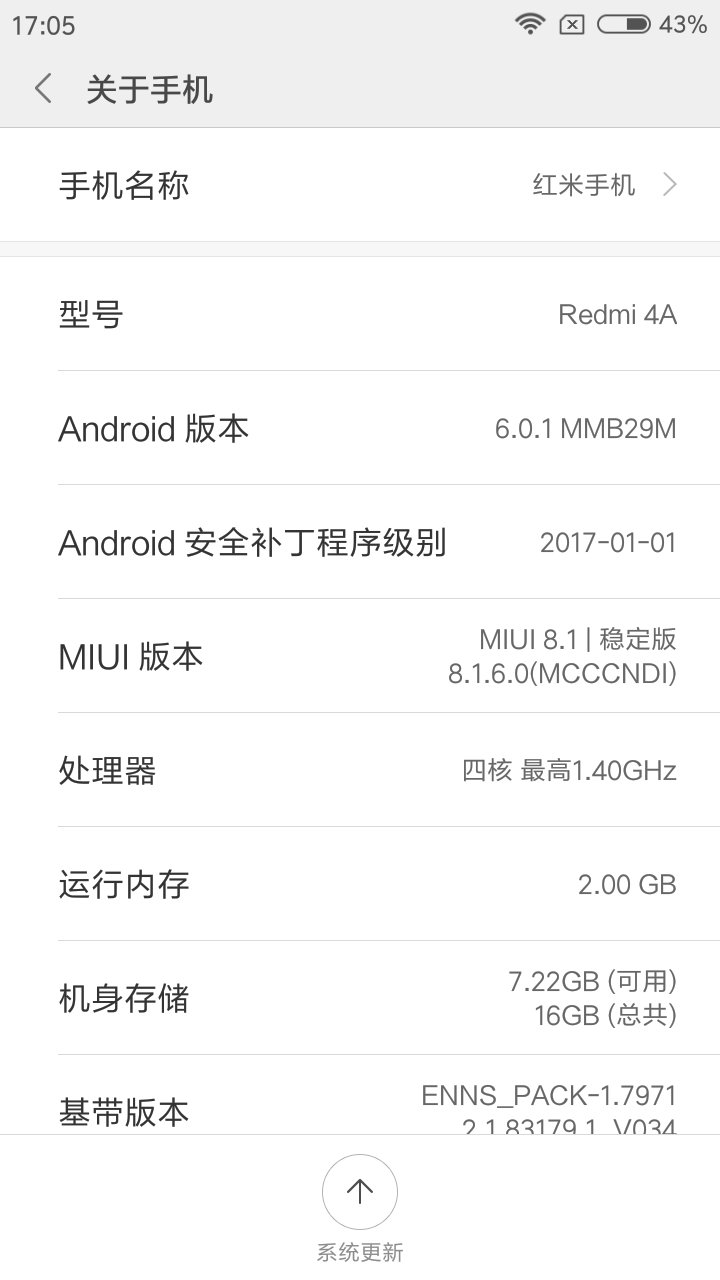 17:05 43%
关于手机
手机名称 红米手机
型号 Redmi 4A
Android 版本 6.0.1 MMB29M
Android 安全补丁程序级别 2017-01-01
MIUI 版本 MIUI 8.1 | 稳定版
8.1.6.0(MCCCNDI)
处理器 四核 最高1.40GHz
运行内存 2.00 GB
机身存储 7.22GB (可用)
16GB (总共)
基带版本 ENNS_PACK-1.7971
2.1.83179.1_V034
系统更新